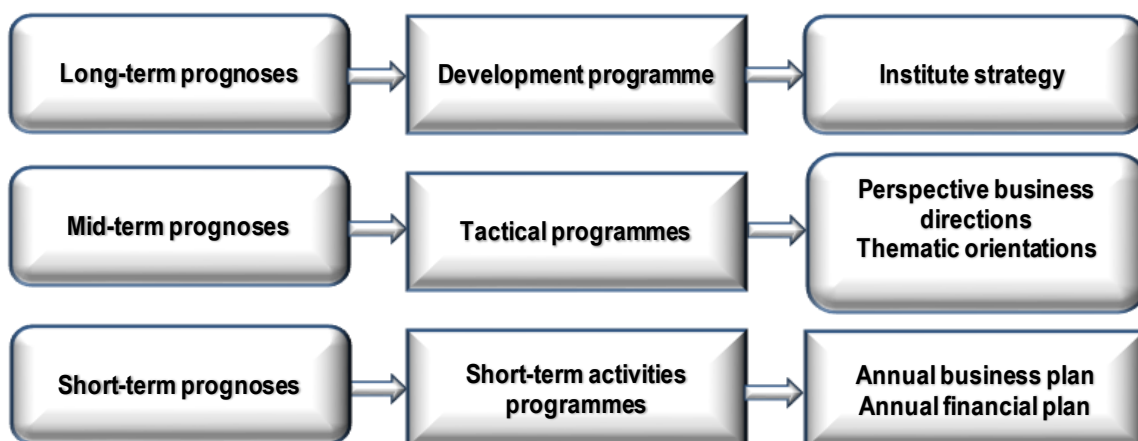 Long-term prognoses
Development programme
Institute strategy
Mid-term prognoses
Tactical programmes
Perspective business
directions
Thematic orientations
Short-term prognoses
Short-term activities
programmes
Annual business plan
Annual financial plan